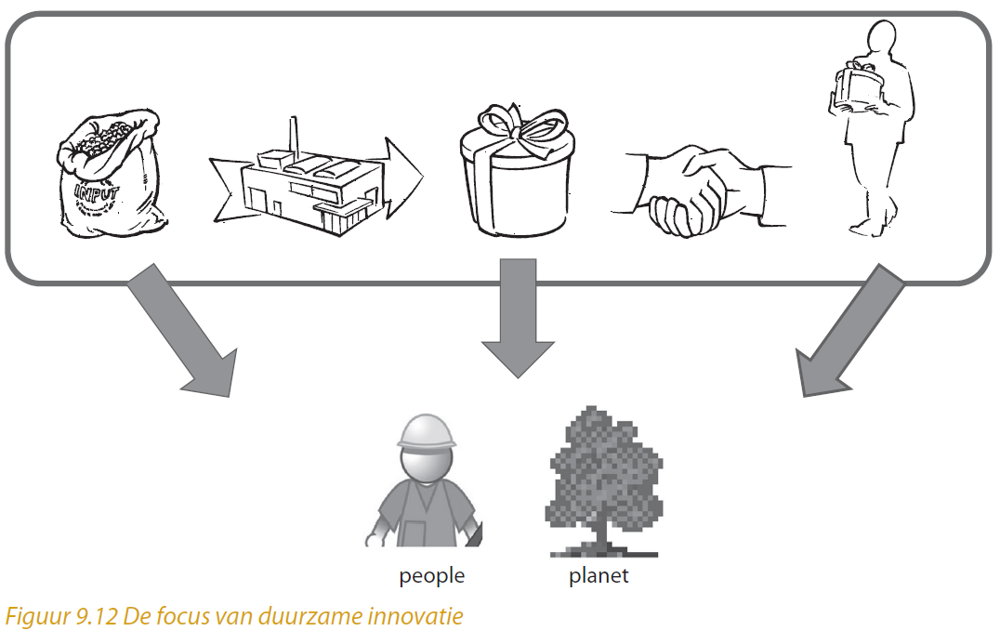 INPUT
people
planet
Figuur 9.12 De focus van duurzame innovatie